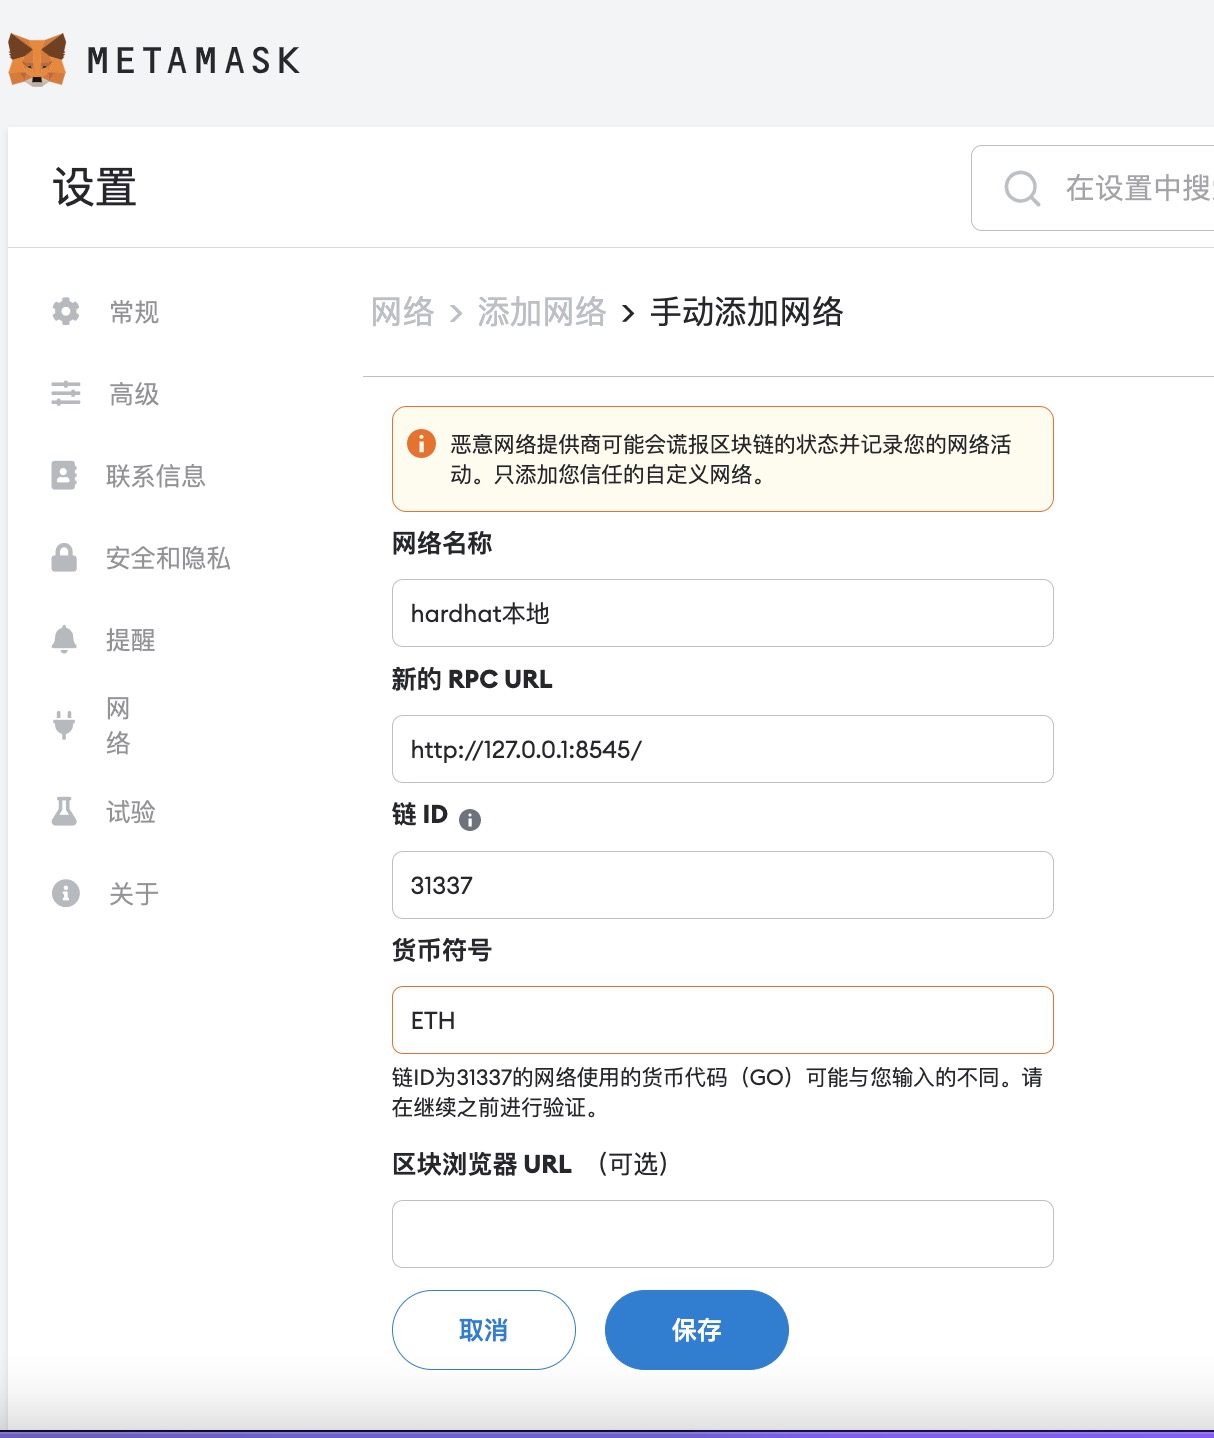 METAMASK
设置
在设置中搜
常规
高级
联系信息
安全和隐私
提醒
网
络
试验
关于
网络 > 添加网络 > 手动添加网络
恶意网络提供商可能会谎报区块链的状态并记录您的网络活
动。只添加您信任的自定义网络。
网络名称
hardhat本地
新的 RPC URL
http://127.0.0.1:8545/
链 ID
31337
货币符号
ETH
链ID为31337的网络使用的货币代码（GO）可能与您输入的不同。请
在继续之前进行验证。
区块浏览器 URL （可选）
取消
保存